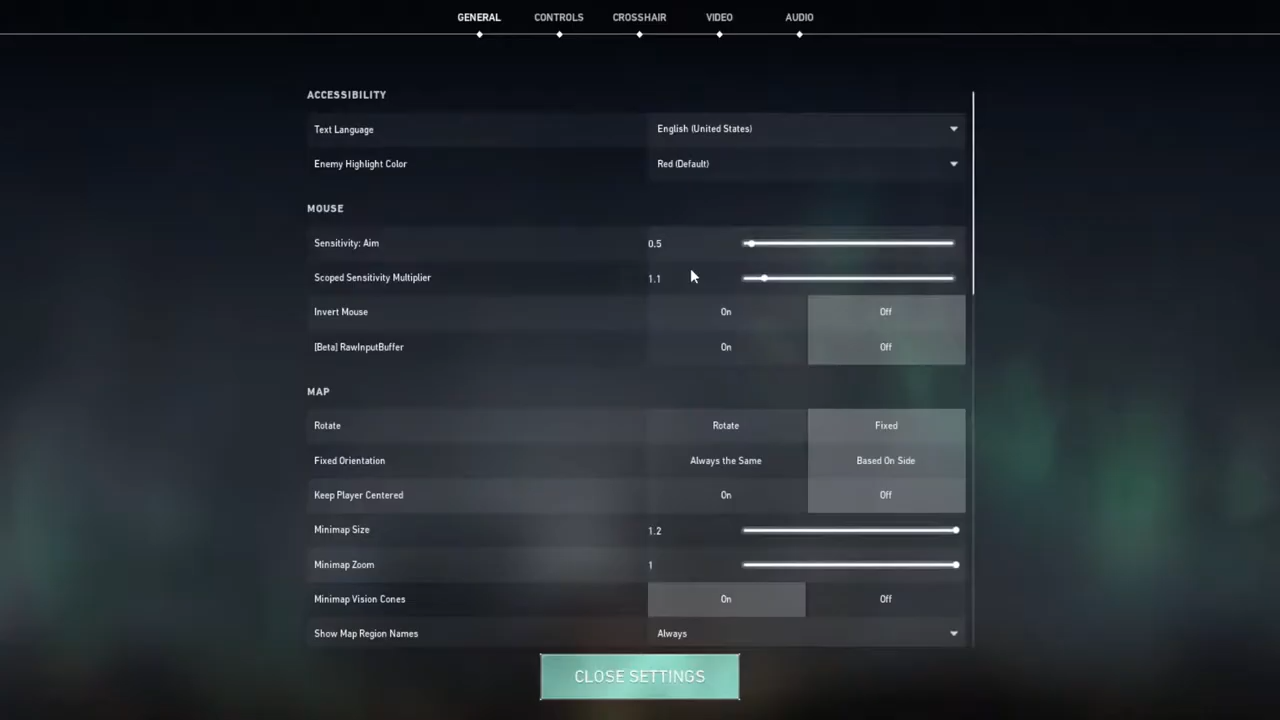 GENERAL CONTROLS CROSSHAIR VIDEO AUDIO
ACCESSIBILITY
Text Language English (United States)
Enemy Highlight Color Red (Default)
MOUSE
Sensitivity: Aim 0.5
Scoped Sensitivity Multiplier 1.1
Invert Mouse On Off
[Beta] RawInputBuffer On Off
MAP
Rotate Rotate Fixed
Fixed Orientation Always the Same Based On Side
Keep Player Centered On Off
Minimap Size 1.2
Minimap Zoom 1
Minimap Vision Cones On Off
Show Map Region Names Always
CLOSE SETTINGS